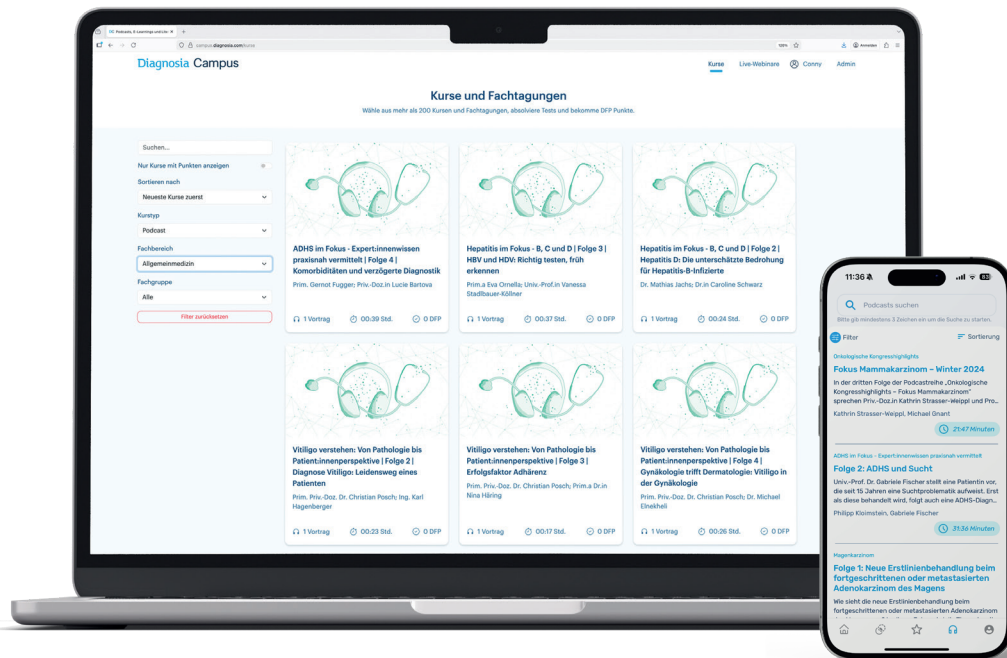 Podcasts, E-Learnings und Live-
campus.diagnosia.com/kurse
100%
Anmelden
Diagnosia Campus
Kurse
Live-Webinare
Conny
Admin
Kurse und Fachtagungen
Wähle aus mehr als 200 Kursen und Fachtagungen, absolviere Tests und bekomme DFP Punkte.
Suchen...
Nur Kurse mit Punkten anzeigen
Sortieren nach
Neueste Kurse zuerst
Kurstyp
Podcast
Fachbereich
Allgemeinmedizin
Fachgruppe
Alle
Filter zurücksetzen
ADHS im Fokus - Expert:innenwissen
praxisnah vermittelt | Folge 4 |
Komorbiditäten und verzögerte Diagnostik
Prim. Gernot Fugger; Priv.-Doz.in Lucie Bartova
1 Vortrag
00:39 Std.
0 DFP
Hepatitis im Fokus - B, C und D | Folge 3 |
HBV und HDV: Richtig testen, früh
erkennen
Prim.a Eva Ornella; Univ.-Prof.in Vanessa
Stadlbauer-Köllner
1 Vortrag
00:37 Std.
0 DFP
Hepatitis im Fokus - B, C und D | Folge 2 |
Hepatitis D: Die unterschätzte Bedrohung
für Hepatitis-B-Infizierte
Dr. Mathias Jachs; Dr.in Caroline Schwarz
1 Vortrag
00:24 Std.
0 DFP
Vitiligo verstehen: Von Pathologie bis
Patient:innenperspektive | Folge 2 |
Diagnose Vitiligo: Leidensweg eines
Patienten
Prim. Priv.-Doz. Dr. Christian Posch; Ing. Karl
Hagenberger
1 Vortrag
00:23 Std.
0 DFP
Vitiligo verstehen: Von Pathologie bis
Patient:innenperspektive | Folge 3 |
Erfolgsfaktor Adhärenz
Prim. Priv.-Doz. Dr. Christian Posch; Prim.a Dr.in
Nina Häring
1 Vortrag
00:17 Std.
0 DFP
Vitiligo verstehen: Von Pathologie bis
Patient:innenperspektive | Folge 4 |
Gynäkologie trifft Dermatologie: Vitiligo in
der Gynäkologie
Prim. Priv.-Doz. Dr. Christian Posch; Dr. Michael
Elnekheli
1 Vortrag
00:26 Std.
0 DFP
11:36
83
Podcasts suchen
Bitte gib mindestens 3 Zeichen ein um die Suche zu starten.
Filter
Sortierung
Onkologische Kongresshighlights
Fokus Mammakarzinom – Winter 2024
In der dritten Folge der Podcastreihe „Onkologische
Kongresshighlights – Fokus Mammakarzinom“
sprechen Priv.-Doz.in Kathrin Strasser-Weippl und Pro...
Kathrin Strasser-Weippl, Michael Gnant
21:47 Minuten
ADHS im Fokus - Expert:innenwissen praxisnah vermittelt
Folge 2: ADHS und Sucht
Univ.-Prof. Dr. Gabriele Fischer stellt eine Patientin vor,
die seit 15 Jahren eine Suchtproblematik aufweist. Erst
als diese behandelt wird, folgt auch eine ADHS-Diagn...
Philipp Kloimstein, Gabriele Fischer
31:36 Minuten
Magenkarzinom
Folge 1: Neue Erstlinienbehandlung beim
fortgeschrittenen oder metastasierten
Adenokarzinom des Magens
Wie sieht die neue Erstlinienbehandlung beim
fortgeschrittenen oder metastasierten Adenokarzinom